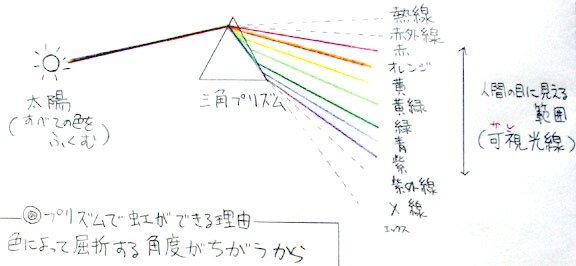 太陽
(すべての色を
ふくむ)
三角プリズム
熱線
赤外線
赤
オレンジ
黄
黄緑
緑
青
紫
紫外線
X線
エックス
人間の目に見える
範囲
カシ
(可視光線)
◎プリズムで虹ができる理由
色によって屈折する角度がちがうから